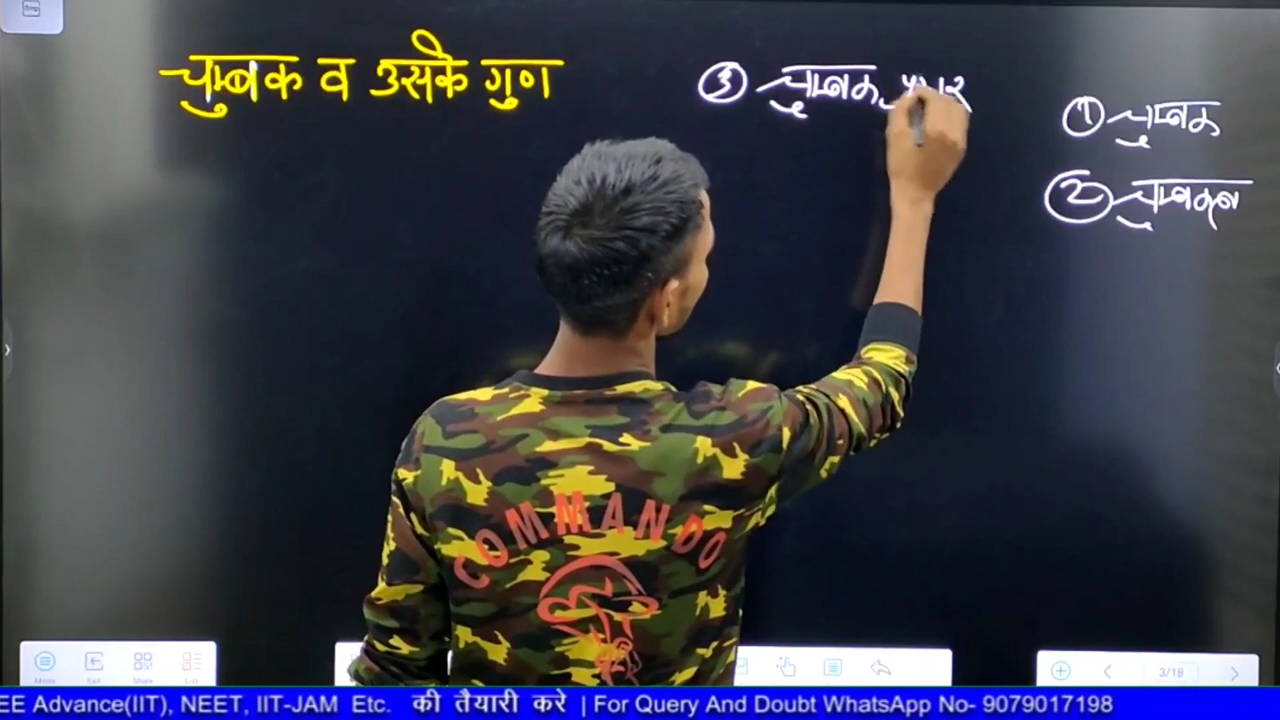 चुम्बक व उसके गुण
③ चुम्बक
① चुम्बक
② चुम्बकत्व
COMMANDO
3/18
EE Advance(IIT), NEET, IIT-JAM Etc. की तैयारी करे | For Query And Doubt WhatsApp No- 9079017198